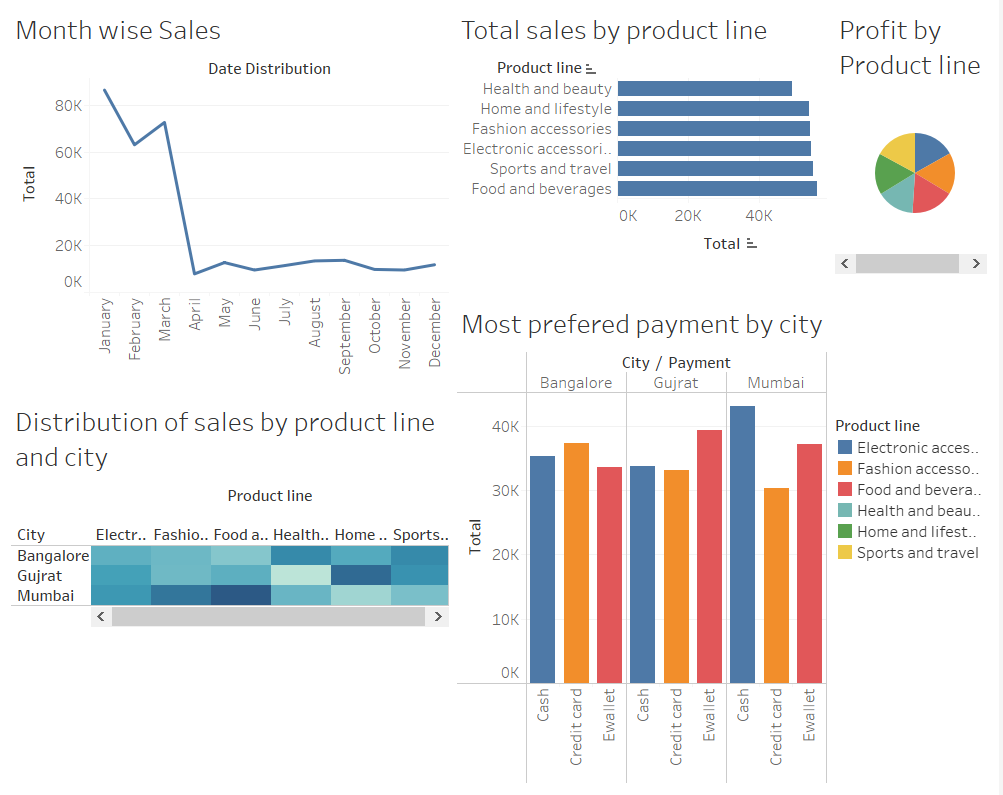 Month wise Sales
Date Distribution
Total
80K
60K
40K
20K
0K
January
February
March
April
May
June
July
August
September
October
November
December
Total sales by product line
Product line
Health and beauty
Home and lifestyle
Fashion accessories
Electronic accessori..
Sports and travel
Food and beverages
0K 20K 40K
Total
Profit by
Product line
Distribution of sales by product line
and city
Product line
City Electr.. Fashio.. Food a.. Health.. Home .. Sports..
Bangalore
Gujrat
Mumbai
Most prefered payment by city
City / Payment
Bangalore Gujrat Mumbai
Total
40K
30K
20K
10K
0K
Cash
Credit card
Ewallet
Cash
Credit card
Ewallet
Cash
Credit card
Ewallet
Product line
Electronic acces..
Fashion accesso..
Food and bevera..
Health and beau..
Home and lifest..
Sports and travel